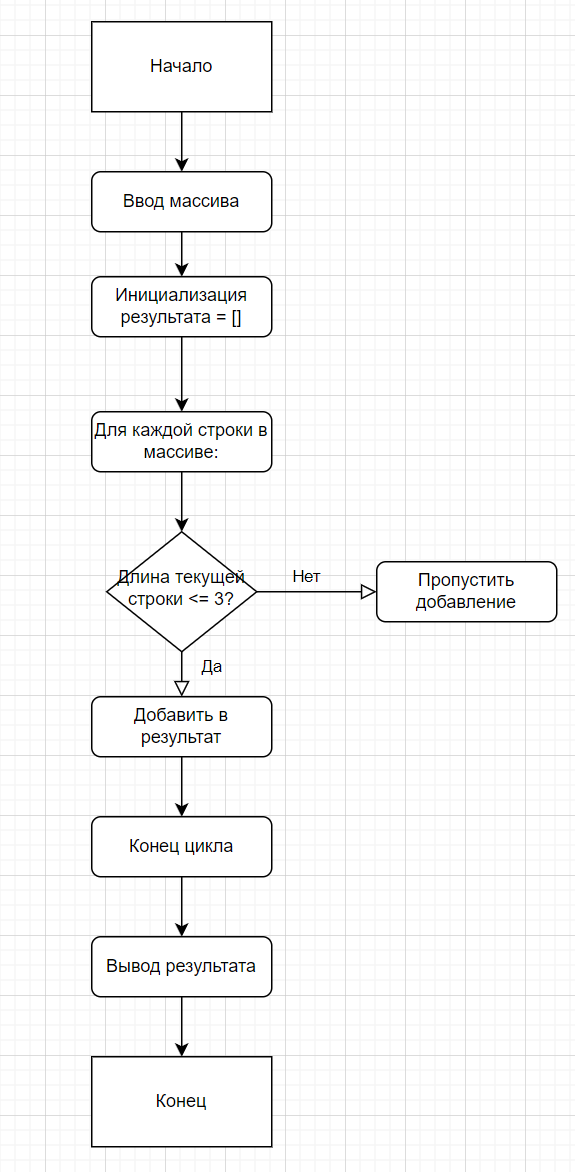 Начало
Ввод массива
Инициализация
результата = []
Для каждой строки в
массиве:
Длина текущей
строки <= 3?
Нет
Пропустить
добавление
Да
Добавить в
результат
Конец цикла
Вывод результата
Конец